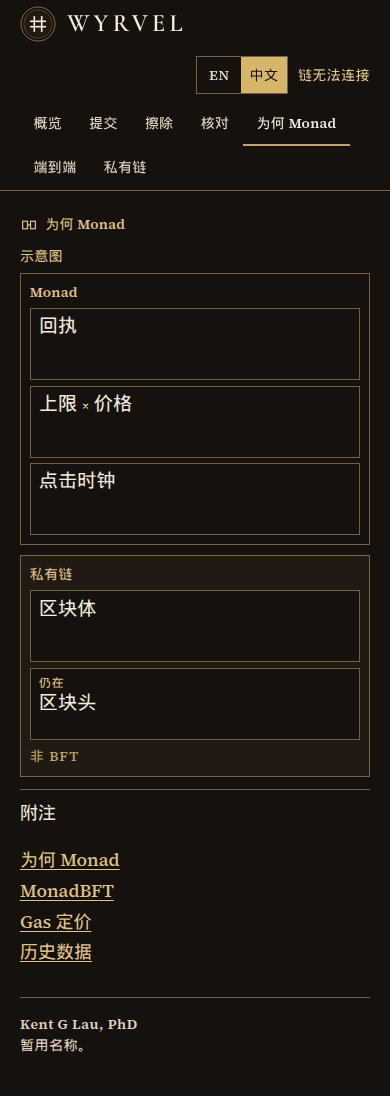 WYRVEL
EN 中文 链无法连接
概览 提交 擦除 核对 为何 Monad
端到端 私有链
为何 Monad
示意图
Monad
回执
上限 × 价格
点击时钟
私有链
区块体
仍在
区块头
非 BFT
附注
为何 Monad
MonadBFT
Gas 定价
历史数据
Kent G Lau, PhD
暂用名称。